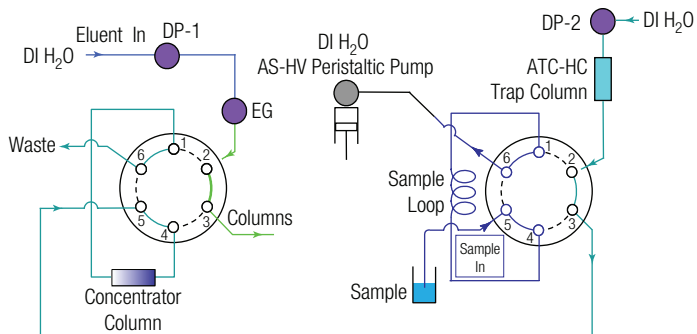 Eluent In
DP-1
DI H₂O
EG
Waste
1
2
3
4
5
6
Columns
Concentrator
Column
DI H₂O
AS-HV Peristaltic Pump
DP-2
DI H₂O
ATC-HC
Trap Column
Sample
Loop
1
2
3
4
5
6
Sample
In
Sample